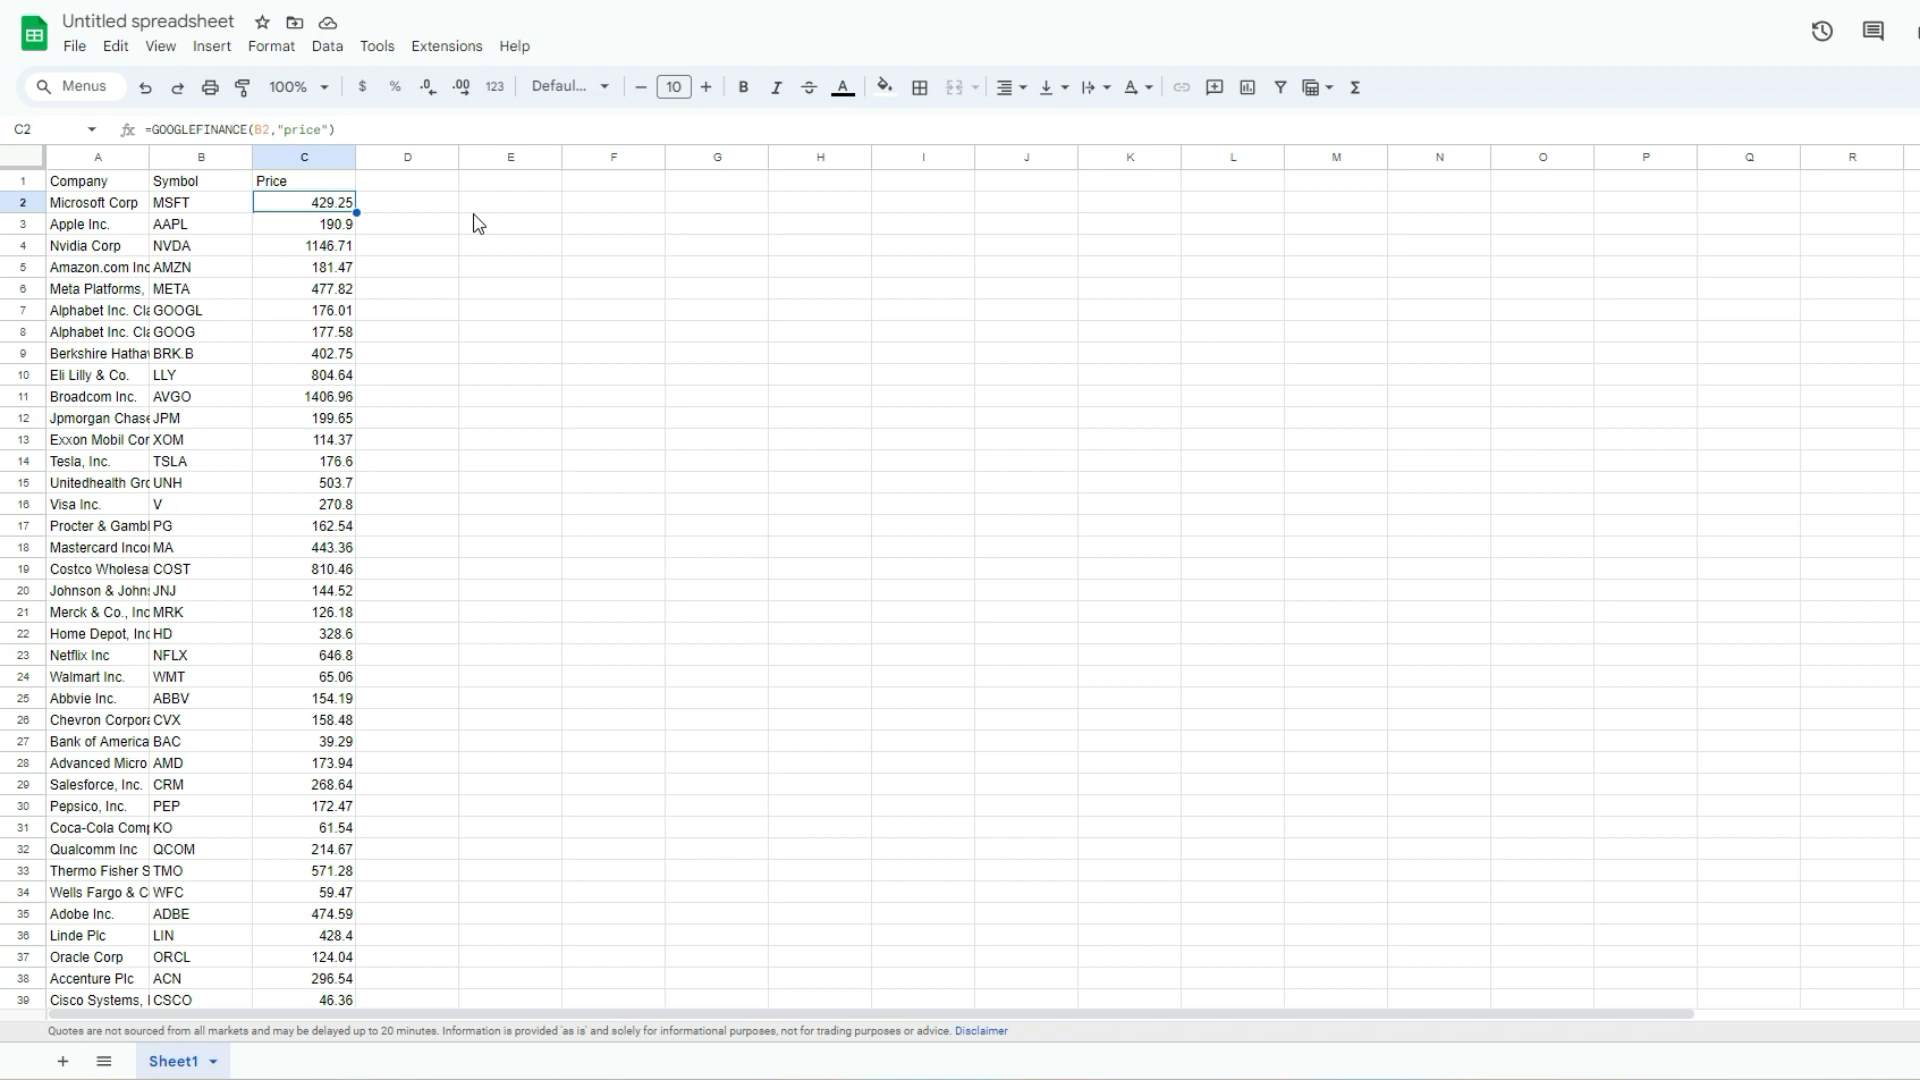 Untitled spreadsheet
File Edit View Insert Format Data Tools Extensions Help
Menus 100% $ % .0 .00 123 Defaul... 10 B I A
C2 fx =GOOGLEFINANCE(B2,"price")
A B C D E F G H I J K L M N O P Q R
1 Company Symbol Price
2 Microsoft Corp MSFT 429.25
3 Apple Inc. AAPL 190.9
4 Nvidia Corp NVDA 1146.71
5 Amazon.com Inc AMZN 181.47
6 Meta Platforms, META 477.82
7 Alphabet Inc. Cla GOOGL 176.01
8 Alphabet Inc. Cla GOOG 177.58
9 Berkshire Hathaw BRK.B 402.75
10 Eli Lilly & Co. LLY 804.64
11 Broadcom Inc. AVGO 1406.96
12 Jpmorgan Chase JPM 199.65
13 Exxon Mobil Cor XOM 114.37
14 Tesla, Inc. TSLA 176.6
15 Unitedhealth Gro UNH 503.7
16 Visa Inc. V 270.8
17 Procter & Gambl PG 162.54
18 Mastercard Incor MA 443.36
19 Costco Wholesa COST 810.46
20 Johnson & Johns JNJ 144.52
21 Merck & Co., Inc MRK 126.18
22 Home Depot, Inc HD 328.6
23 Netflix Inc NFLX 646.8
24 Walmart Inc. WMT 65.06
25 Abbvie Inc. ABBV 154.19
26 Chevron Corpora CVX 158.48
27 Bank of America BAC 39.29
28 Advanced Micro AMD 173.94
29 Salesforce, Inc. CRM 268.64
30 Pepsico, Inc. PEP 172.47
31 Coca-Cola Comp KO 61.54
32 Qualcomm Inc QCOM 214.67
33 Thermo Fisher S TMO 571.28
34 Wells Fargo & C WFC 59.47
35 Adobe Inc. ADBE 474.59
36 Linde Plc LIN 428.4
37 Oracle Corp ORCL 124.04
38 Accenture Plc ACN 296.54
39 Cisco Systems, I CSCO 46.36
Quotes are not sourced from all markets and may be delayed up to 20 minutes. Information is provided 'as is' and solely for informational purposes, not for trading purposes or advice. Disclaimer
Sheet1